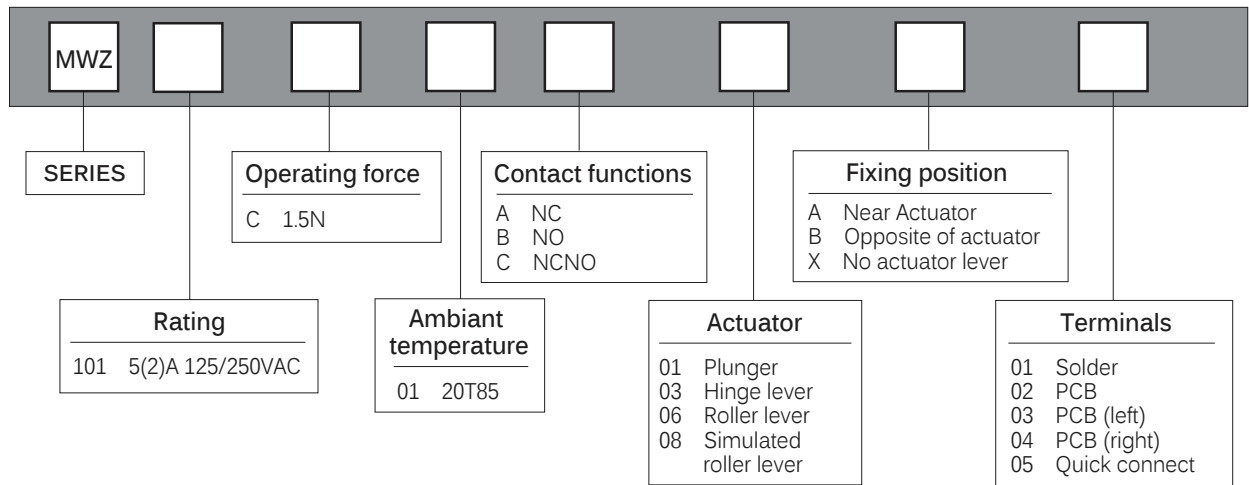 MWZ
SERIES
Operating force
C 1.5N
Contact functions
A NC
B NO
C NCNO
Fixing position
A Near Actuator
B Opposite of actuator
X No actuator lever
Rating
101 5(2)A 125/250VAC
Ambiant
temperature
01 20T85
Actuator
01 Plunger
03 Hinge lever
06 Roller lever
08 Simulated
roller lever
Terminals
01 Solder
02 PCB
03 PCB (left)
04 PCB (right)
05 Quick connect